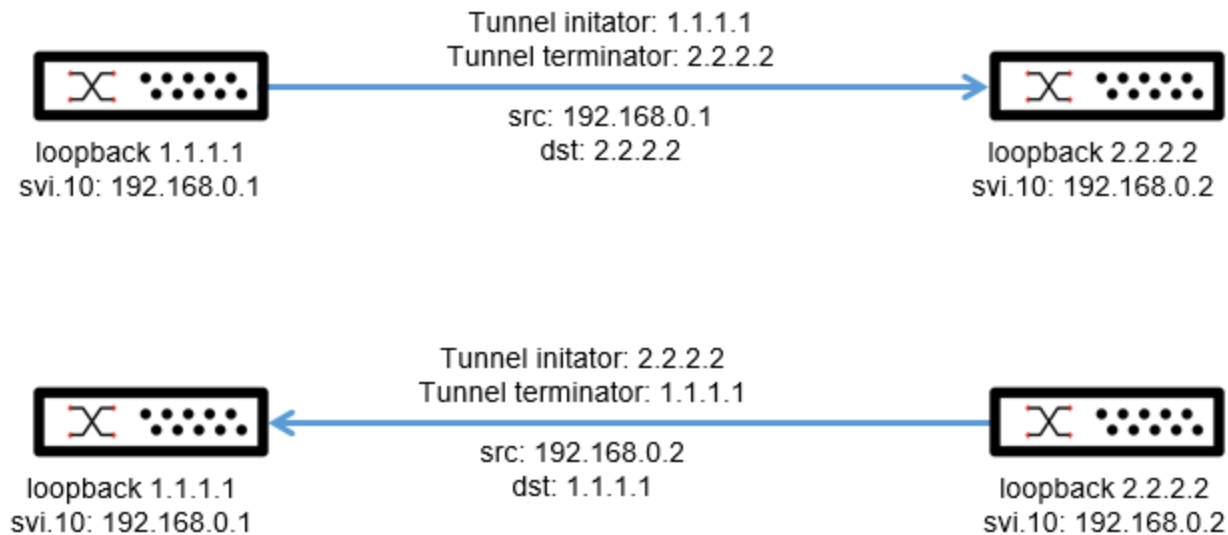 Tunnel initator: 1.1.1.1
Tunnel terminator: 2.2.2.2
src: 192.168.0.1
dst: 2.2.2.2
loopback 1.1.1.1
svi.10: 192.168.0.1
loopback 2.2.2.2
svi.10: 192.168.0.2
Tunnel initator: 2.2.2.2
Tunnel terminator: 1.1.1.1
src: 192.168.0.2
dst: 1.1.1.1
loopback 1.1.1.1
svi.10: 192.168.0.1
loopback 2.2.2.2
svi.10: 192.168.0.2